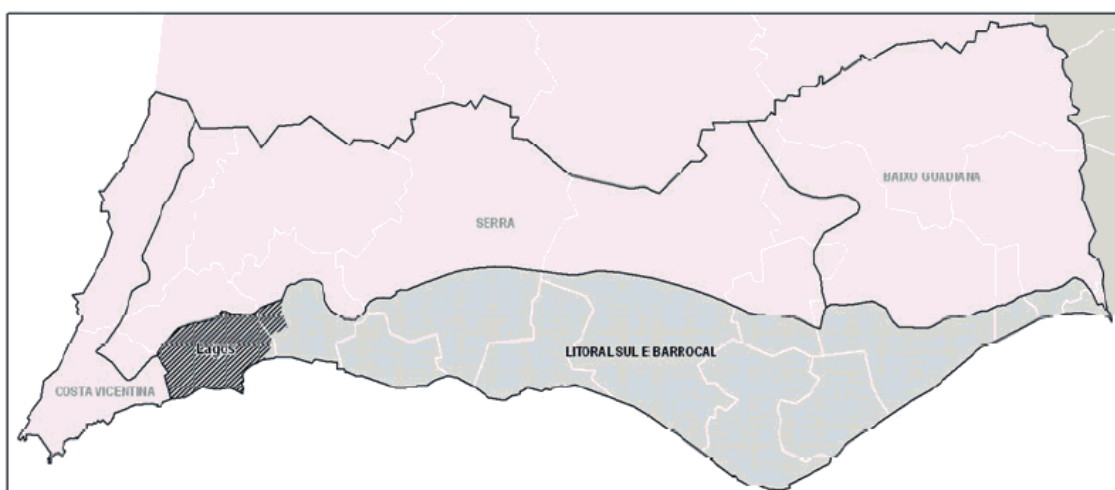 BAIXO GUADIANA
SERRA
Lagos
LITORAL SUL E BARROCAL
COSTA VICENTINA